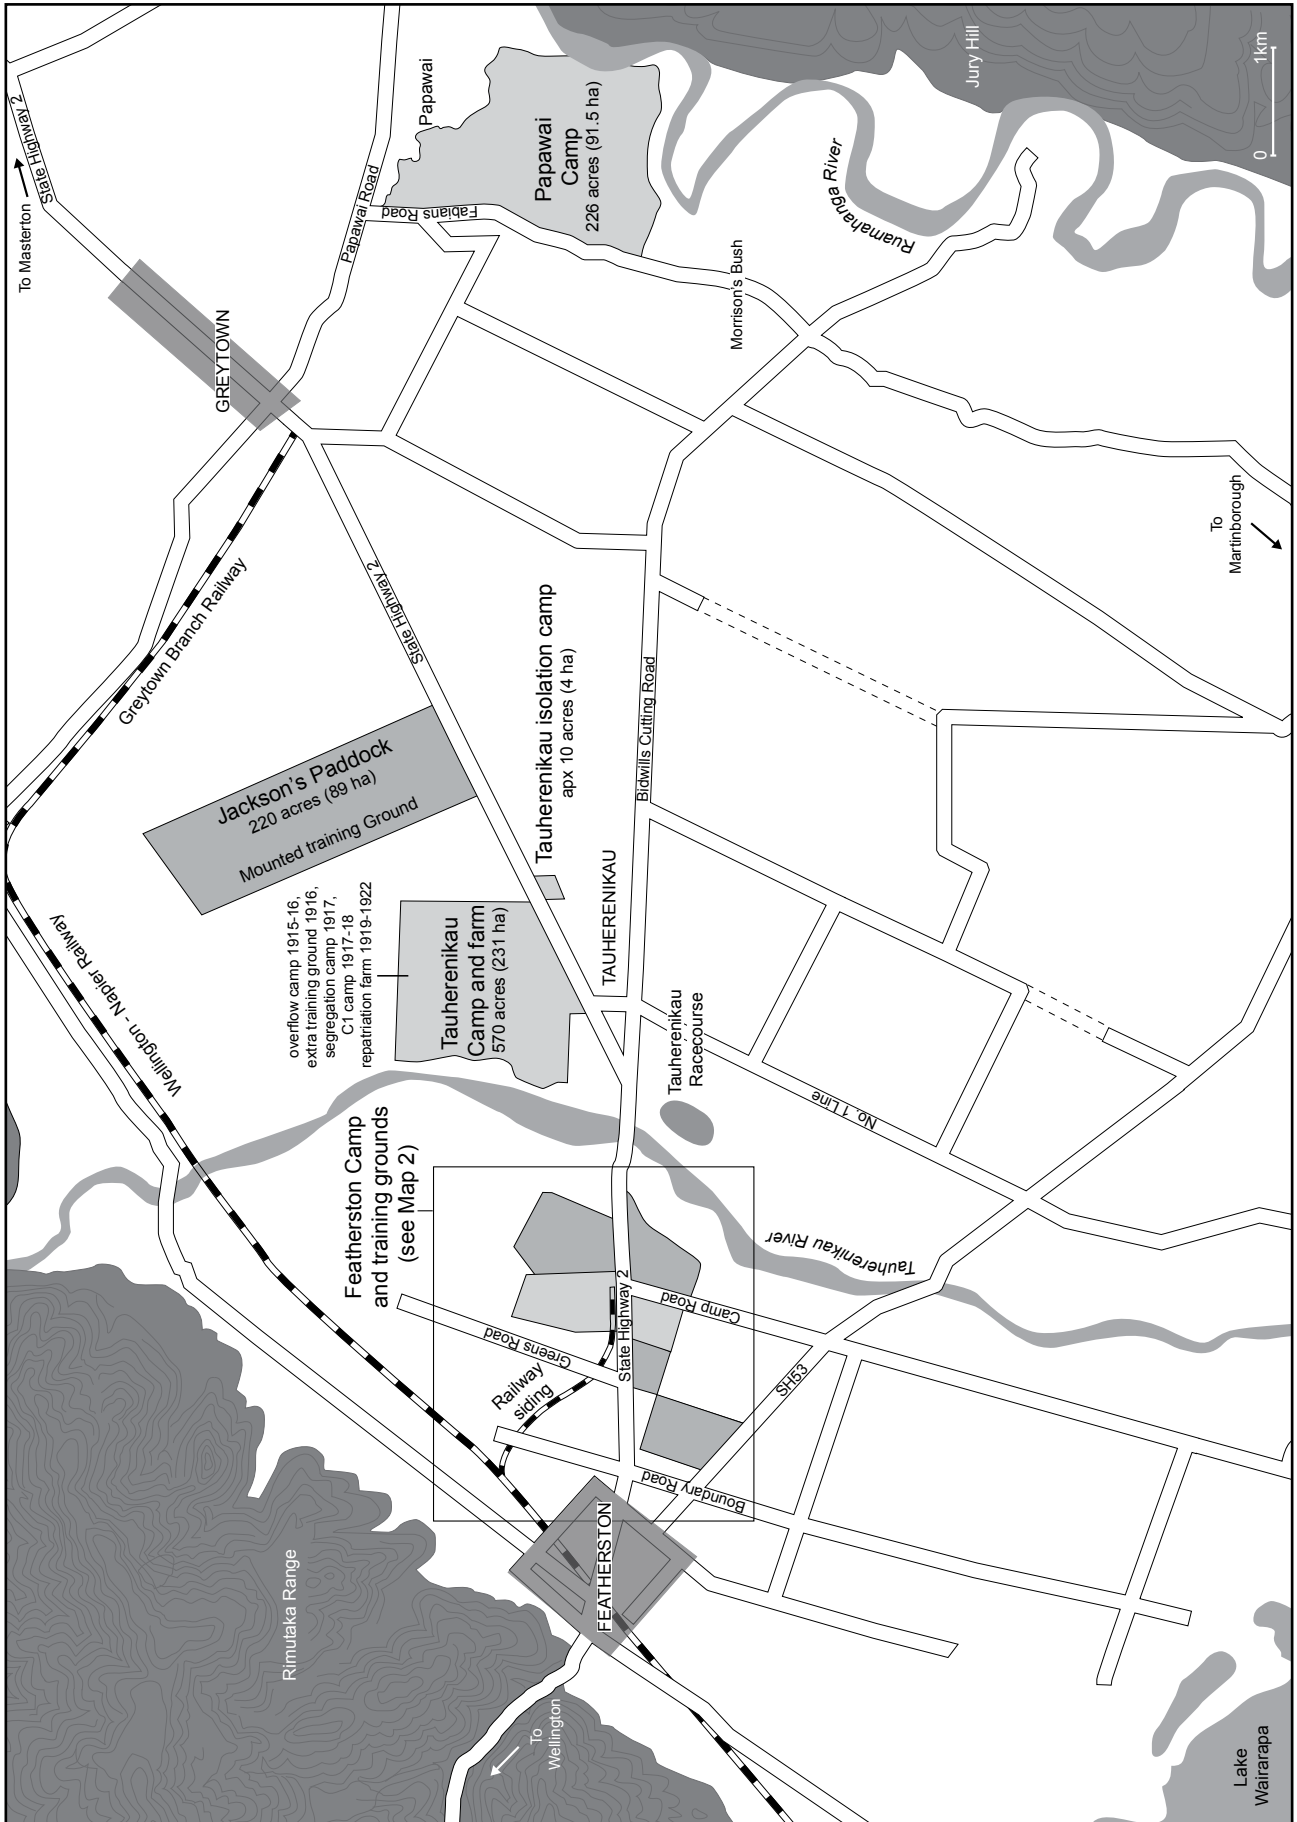 To Masterton
State Highway 2
GREYTOWN
Papawai Road
Papawai
Fabians Road
Papawai
Camp
226 acres (91.5 ha)
Jury Hill
0
1km
Ruamahanga River
Morrison's Bush
To
Martinborough
Greytown Branch Railway
State Highway 2
Jackson's Paddock
220 acres (89 ha)
Mounted training Ground
Tauherenikau isolation camp
apx 10 acres (4 ha)
Bidwills Cutting Road
TAUHERENIKAU
overflow camp 1915-16,
extra training ground 1916,
segregation camp 1917,
C1 camp 1917-18
repatriation farm 1919-1922
Tauherenikau
Camp and farm
570 acres (231 ha)
Tauherenikau
Racecourse
No. 1 Line
Wellington - Napier Railway
Featherston Camp
and training grounds
(see Map 2)
Tauherenikau River
Greens Road
State Highway 2
Camp Road
Railway
siding
SH53
Boundary Road
FEATHERSTON
Rimutaka Range
To
Wellington
Lake
Wairarapa